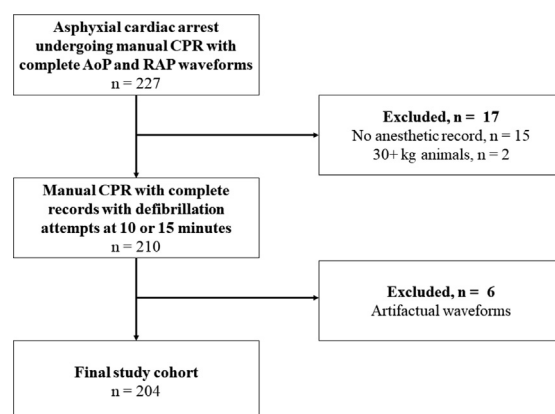 Asphyxial cardiac arrest
undergoing manual CPR with
complete AoP and RAP waveforms
n = 227
Excluded, n = 17
No anesthetic record, n = 15
30+ kg animals, n = 2
Manual CPR with complete
records with defibrillation
attempts at 10 or 15 minutes
n = 210
Excluded, n = 6
Artifactual waveforms
Final study cohort
n = 204